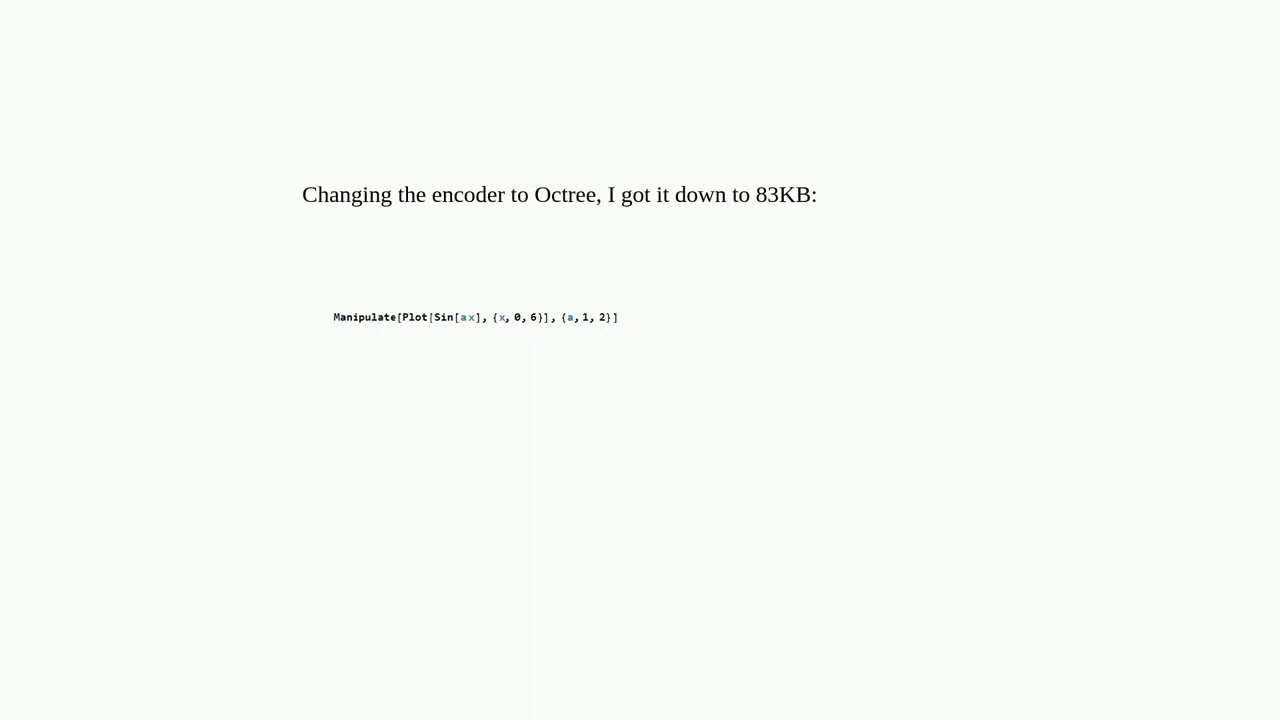 Changing the encoder to Octree, I got it down to 83KB:
Manipulate[Plot[Sin[a x], {x, 0, 6}], {a, 1, 2}]